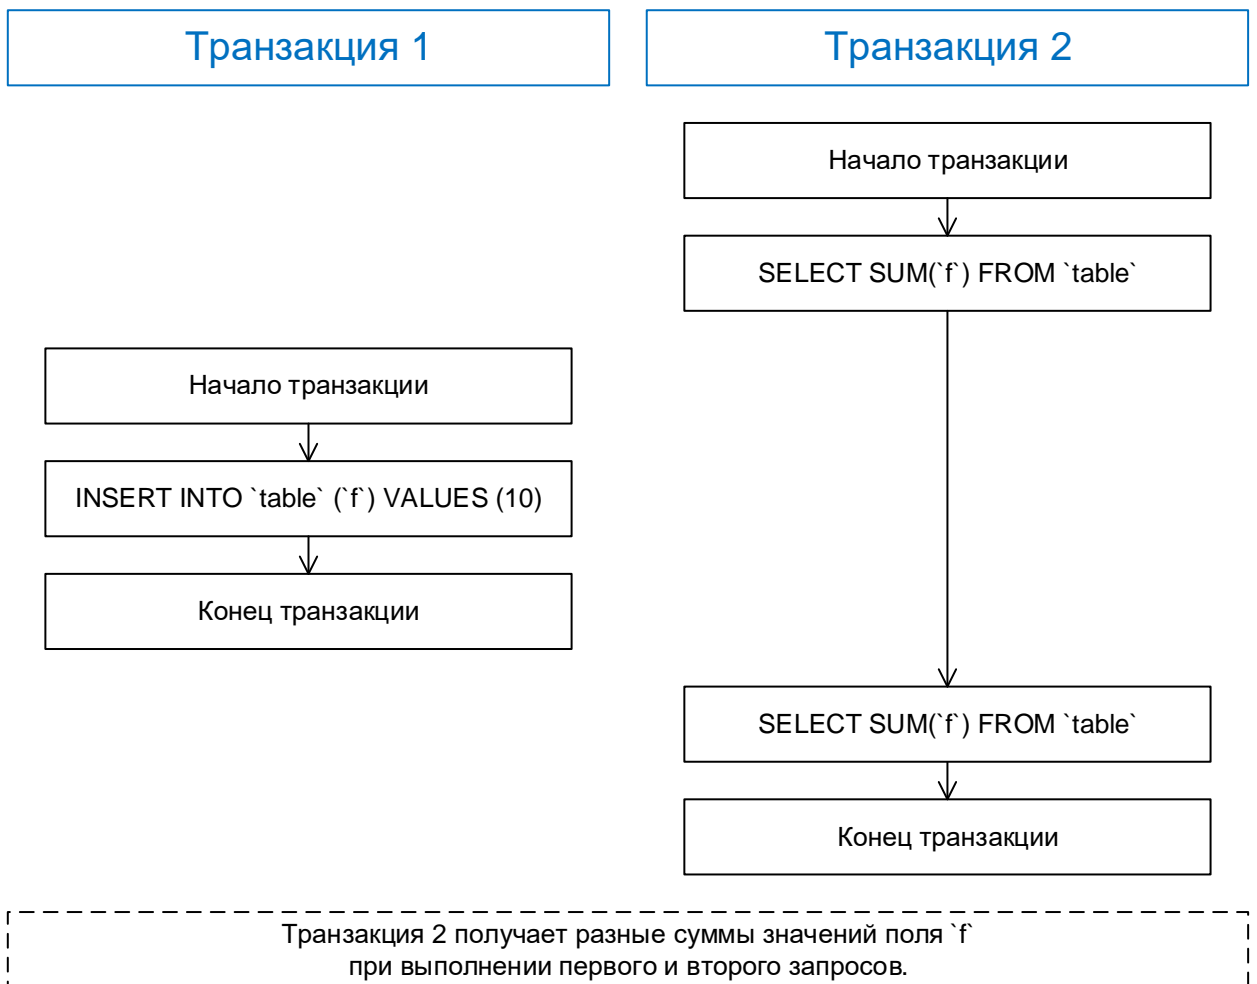 Транзакция 1
Транзакция 2
Начало транзакции
SELECT SUM(`f`) FROM `table`
Начало транзакции
INSERT INTO `table` (`f`) VALUES (10)
Конец транзакции
SELECT SUM(`f`) FROM `table`
Конец транзакции
Транзакция 2 получает разные суммы значений поля `f`
при выполнении первого и второго запросов.